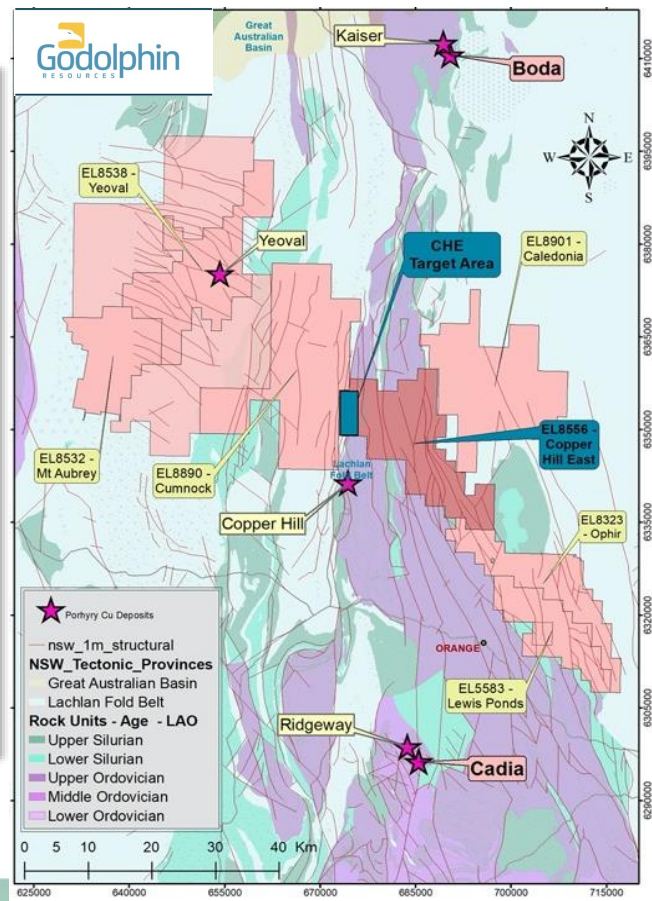 Godolphin
RESOURCES
Great
Australian
Basin
Kaiser
Boda
N
W
E
S
EL8538 -
Yeoval
Yeoval
CHE
Target Area
EL8901 -
Caledonia
EL8532 -
Mt Aubrey
EL8890 -
Cumnock
Lachlan
Fold Belt
EL8556 -
Copper
Hill East
Copper Hill
EL8323
- Ophir
ORANGE
EL5583 -
Lewis Ponds
Ridgeway
Cadia
Porhyry Cu Deposits
nsw_1m_structural
NSW_Tectonic_Provinces
Great Australian Basin
Lachlan Fold Belt
Rock Units - Age - LAO
Upper Silurian
Lower Silurian
Upper Ordovician
Middle Ordovician
Lower Ordovician
0 5 10 20 30 40 Km
6410000
6395000
6380000
6365000
6350000
6335000
6320000
6305000
6290000
625000 640000 655000 670000 685000 700000 715000